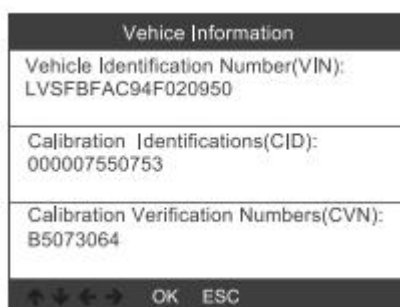 Vehice Information
Vehicle Identification Number(VIN):
LVSFBFAC94F020950
Calibration Identifications(CID):
000007550753
Calibration Verification Numbers(CVN):
B5073064
OK ESC